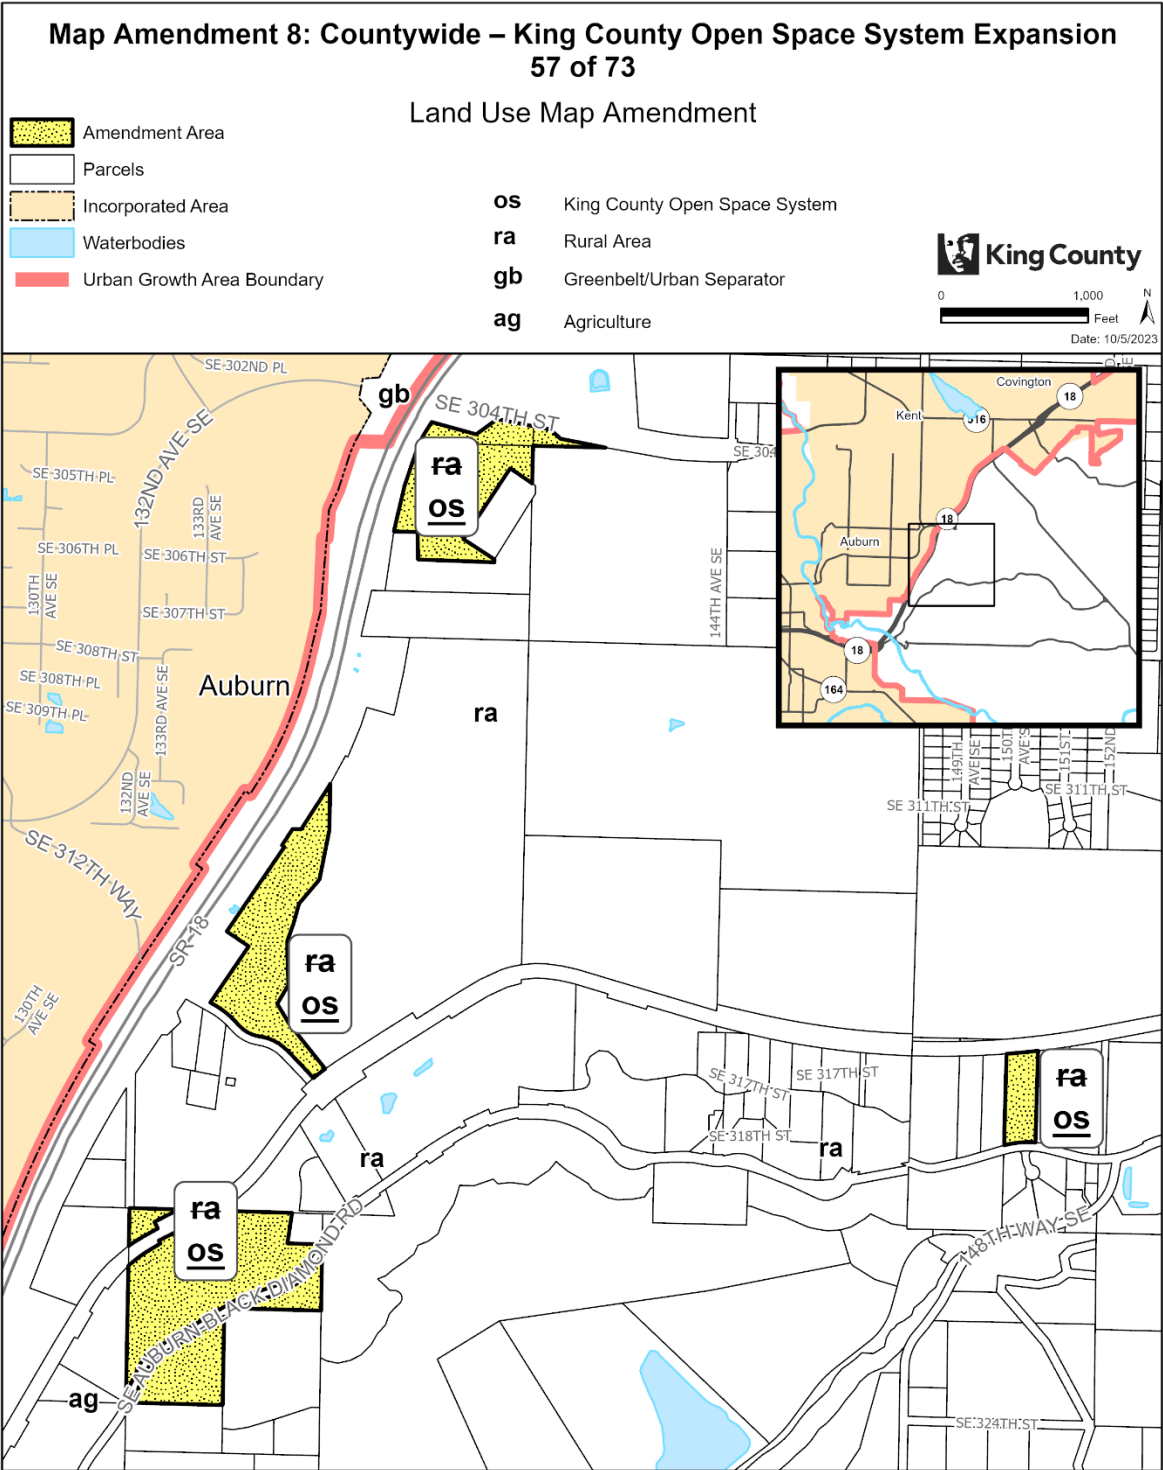 Map Amendment 8: Countywide – King County Open Space System Expansion
57 of 73
Land Use Map Amendment
Amendment Area
Parcels
Incorporated Area
Waterbodies
Urban Growth Area Boundary
os King County Open Space System
ra Rural Area
gb Greenbelt/Urban Separator
ag Agriculture
King County
0 1,000
Feet
N
Date: 10/5/2023
SE 302ND PL
gb
SE 304TH ST
132ND AVE SE
SE 305TH PL
133RD
AVE SE
SE 306TH PL
SE 306TH ST
130TH
AVE SE
SE 307TH ST
SE 308TH ST
SE 308TH PL
SE 309TH PL
133RD AVE SE
Auburn
132ND
AVE SE
SE 312TH WAY
SR-18
130TH
AVE SE
ra
os
SE 304
144TH AVE SE
ra
Covington
18
Kent
516
18
Auburn
18
164
149TH
AVE SE
151ST
152ND
SE 311TH ST
SE 311TH ST
ra
os
SE 317TH ST
SE 317TH ST
SE 318TH ST
ra
ra
os
ra
ra
os
SE AUBURN-BLACK DIAMOND RD
148TH WAY SE
ag
SE 324TH ST